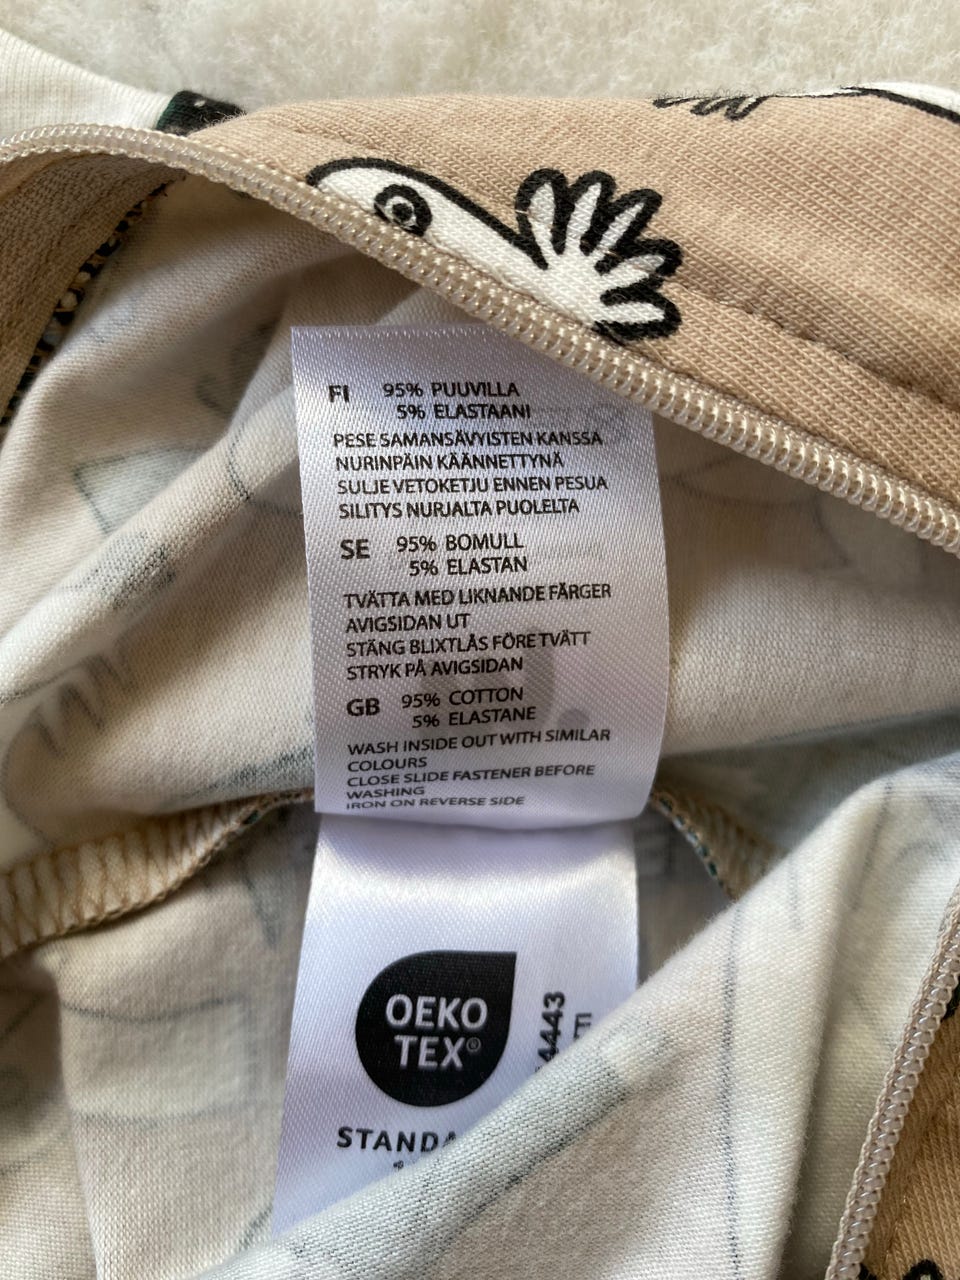 FI 95% PUUVILLA
5% ELASTAANI
PESE SAMANSÄVYISTEN KANSSA
NURINPÄIN KÄÄNNETTYNÄ
SULJE VETOKETJU ENNEN PESUA
SILITYS NURJALTA PUOLELTA
SE 95% BOMULL
5% ELASTAN
TVÄTTA MED LIKNANDE FÄRGER
AVIGSIDAN UT
STÄNG BLIXTLÅS FÖRE TVÄTT
STRYK PÅ AVIGSIDAN
GB 95% COTTON
5% ELASTANE
WASH INSIDE OUT WITH SIMILAR
COLOURS
CLOSE SLIDE FASTENER BEFORE
WASHING
IRON ON REVERSE SIDE
OEKO
TEX®
4443